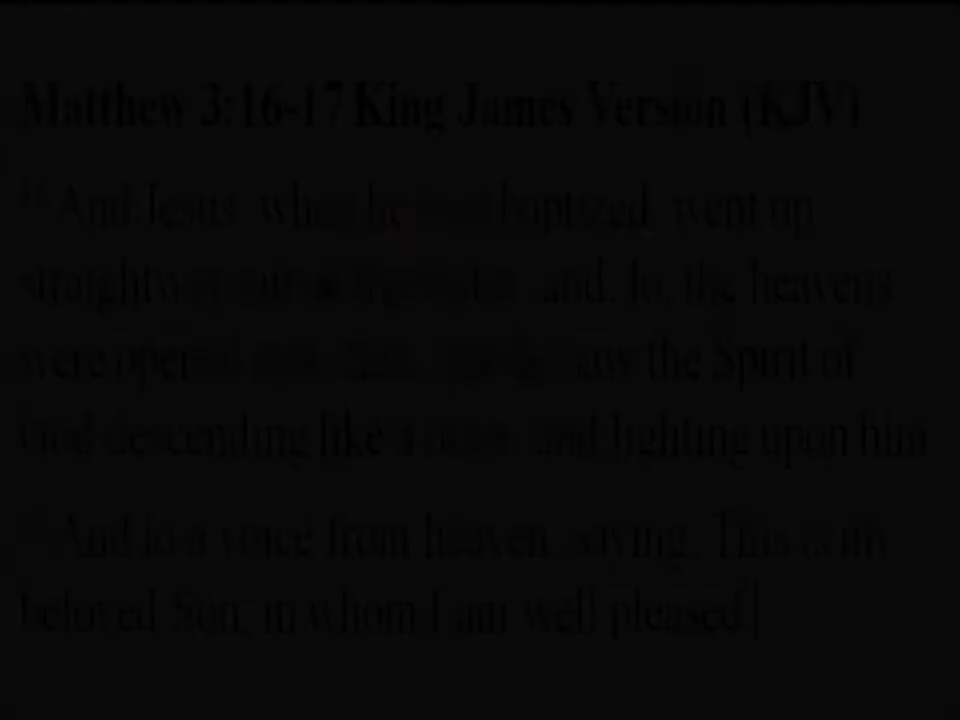 Matthew 3:16-17 King James Version (KJV)
16 And Jesus, when he was baptized, went up
straightway out of the water: and, lo, the heavens
were opened unto him, and he saw the Spirit of
God descending like a dove, and lighting upon him
17 And lo a voice from heaven, saying, This is my
beloved Son, in whom I am well pleased